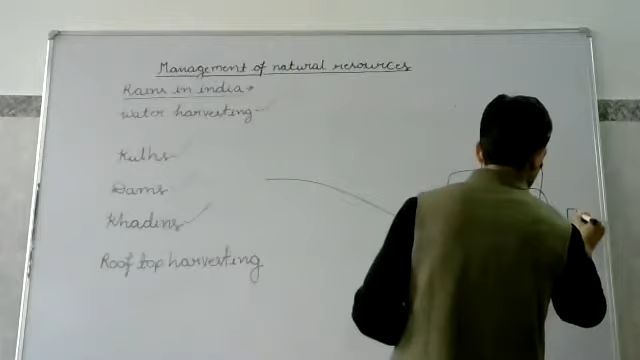 Management of natural resources
Rains in india
Water harvesting
Kulhs
Dams
Khadins
Roof top harvesting